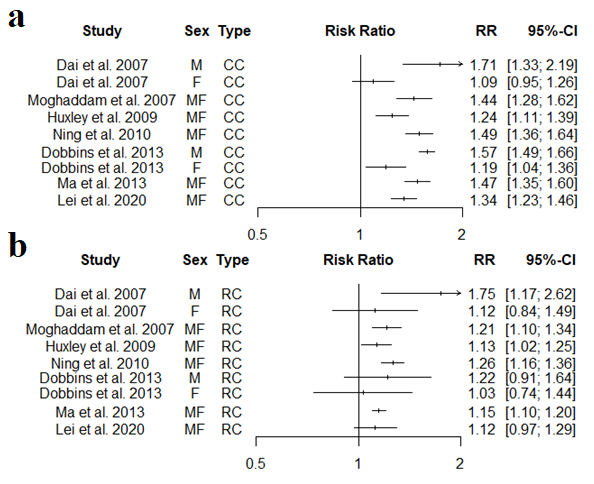 a
Study Sex Type Risk Ratio RR 95%-CI
Dai et al. 2007 M CC 1.71 [1.33; 2.19]
Dai et al. 2007 F CC 1.09 [0.95; 1.26]
Moghaddam et al. 2007 MF CC 1.44 [1.28; 1.62]
Huxley et al. 2009 MF CC 1.24 [1.11; 1.39]
Ning et al. 2010 MF CC 1.49 [1.36; 1.64]
Dobbins et al. 2013 M CC 1.57 [1.49; 1.66]
Dobbins et al. 2013 F CC 1.19 [1.04; 1.36]
Ma et al. 2013 MF CC 1.47 [1.35; 1.60]
Lei et al. 2020 MF CC 1.34 [1.23; 1.46]
0.5 1 2
b
Study Sex Type Risk Ratio RR 95%-CI
Dai et al. 2007 M RC 1.75 [1.17; 2.62]
Dai et al. 2007 F RC 1.12 [0.84; 1.49]
Moghaddam et al. 2007 MF RC 1.21 [1.10; 1.34]
Huxley et al. 2009 MF RC 1.13 [1.02; 1.25]
Ning et al. 2010 MF RC 1.26 [1.16; 1.36]
Dobbins et al. 2013 M RC 1.22 [0.91; 1.64]
Dobbins et al. 2013 F RC 1.03 [0.74; 1.44]
Ma et al. 2013 MF RC 1.15 [1.10; 1.20]
Lei et al. 2020 MF RC 1.12 [0.97; 1.29]
0.5 1 2